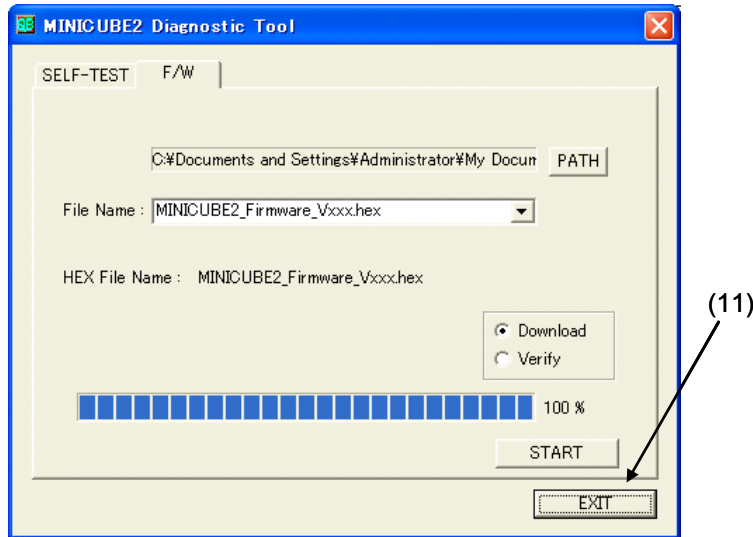 MINICUBE2 Diagnostic Tool
SELF-TEST F/W
C:¥Documents and Settings¥Administrator¥My Docum PATH
File Name : MINICUBE2_Firmware_Vxxx.hex
HEX File Name : MINICUBE2_Firmware_Vxxx.hex
(11)
Download
Verify
100 %
START
EXIT